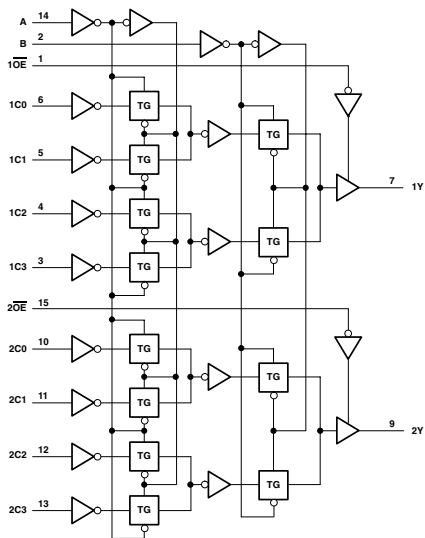 A 14
B 2
1OE 1
1C0 6 TG
TG
1C1 5 TG
7 1Y
1C2 4 TG
TG
1C3 3 TG
2OE 15
2C0 10 TG
TG
2C1 11 TG
9 2Y
2C2 12 TG
TG
2C3 13 TG